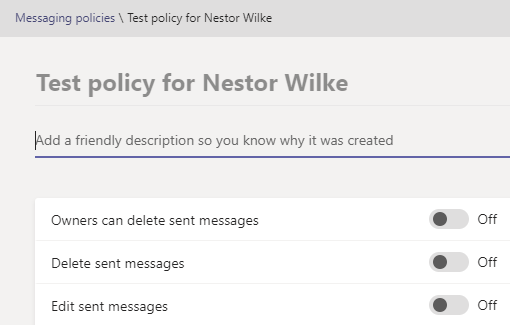 Messaging policies \ Test policy for Nestor Wilke
Test policy for Nestor Wilke
Add a friendly description so you know why it was created
Owners can delete sent messages Off
Delete sent messages Off
Edit sent messages Off